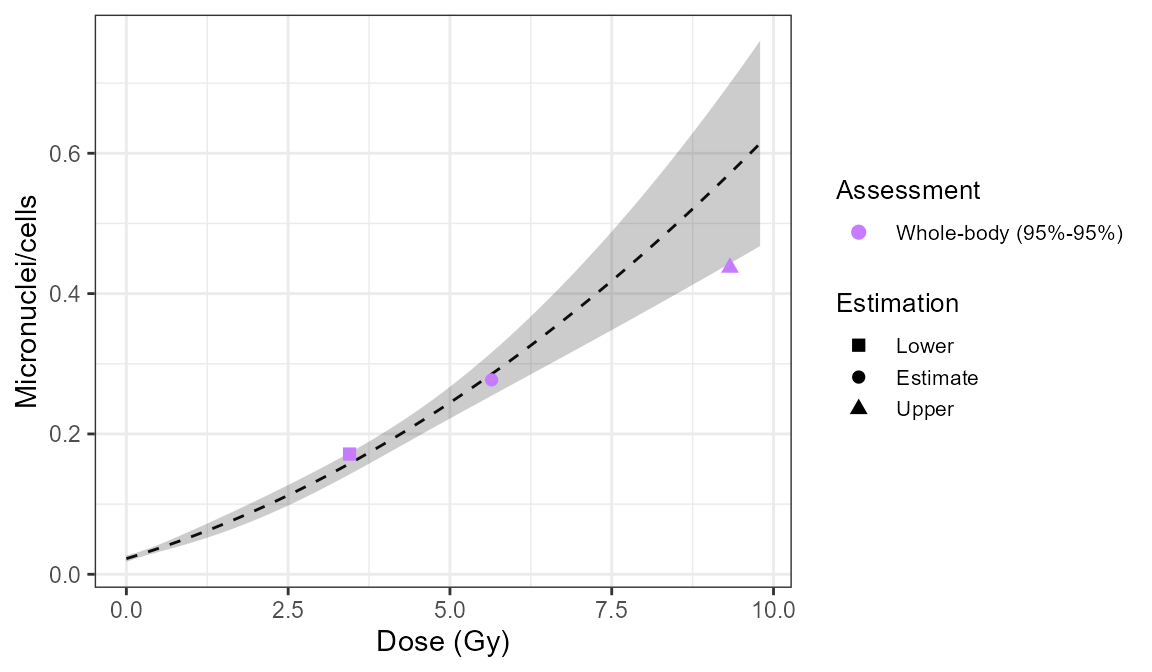 Micronuclei/cells
0.6
0.4
0.2
0.0
0.0 2.5 5.0 7.5 10.0
Dose (Gy)
Assessment
Whole-body (95%-95%)
Estimation
Lower
Estimate
Upper